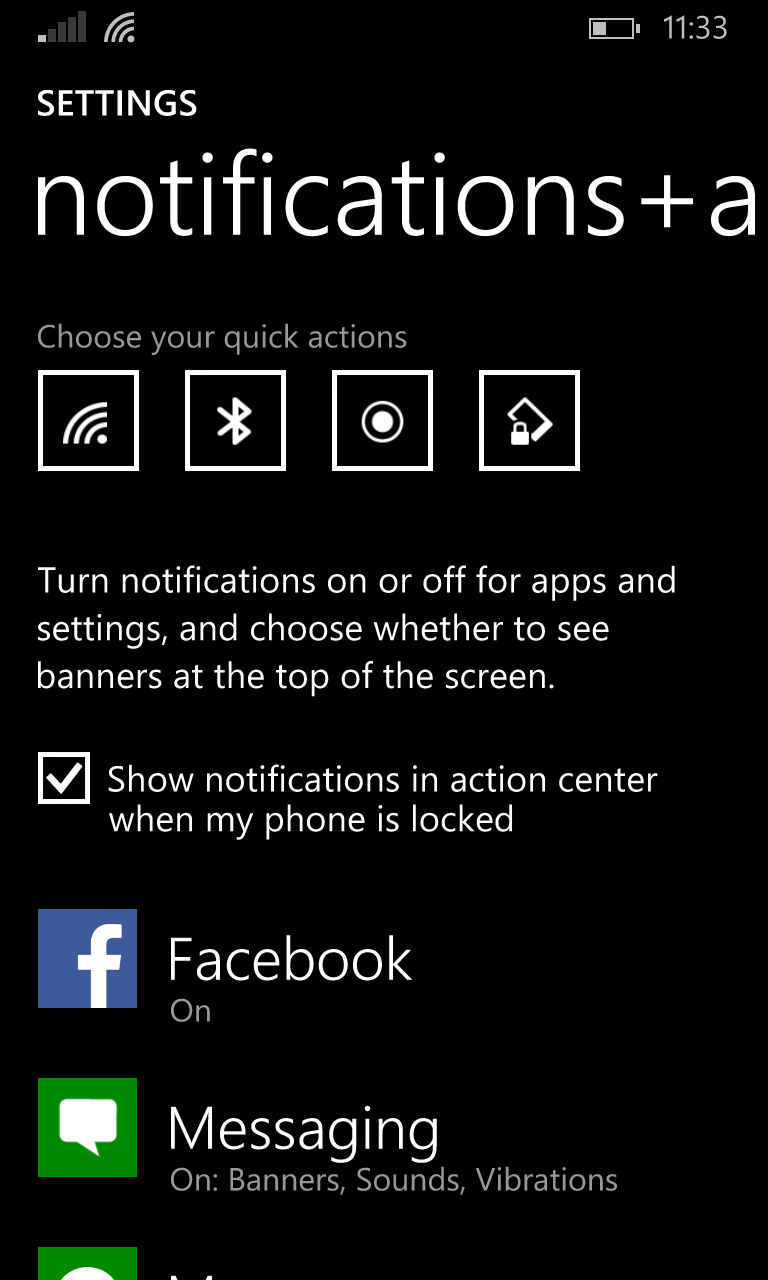 11:33
SETTINGS
notifications+a
Choose your quick actions
Turn notifications on or off for apps and
settings, and choose whether to see
banners at the top of the screen.
Show notifications in action center
when my phone is locked
Facebook
On
Messaging
On: Banners, Sounds, Vibrations